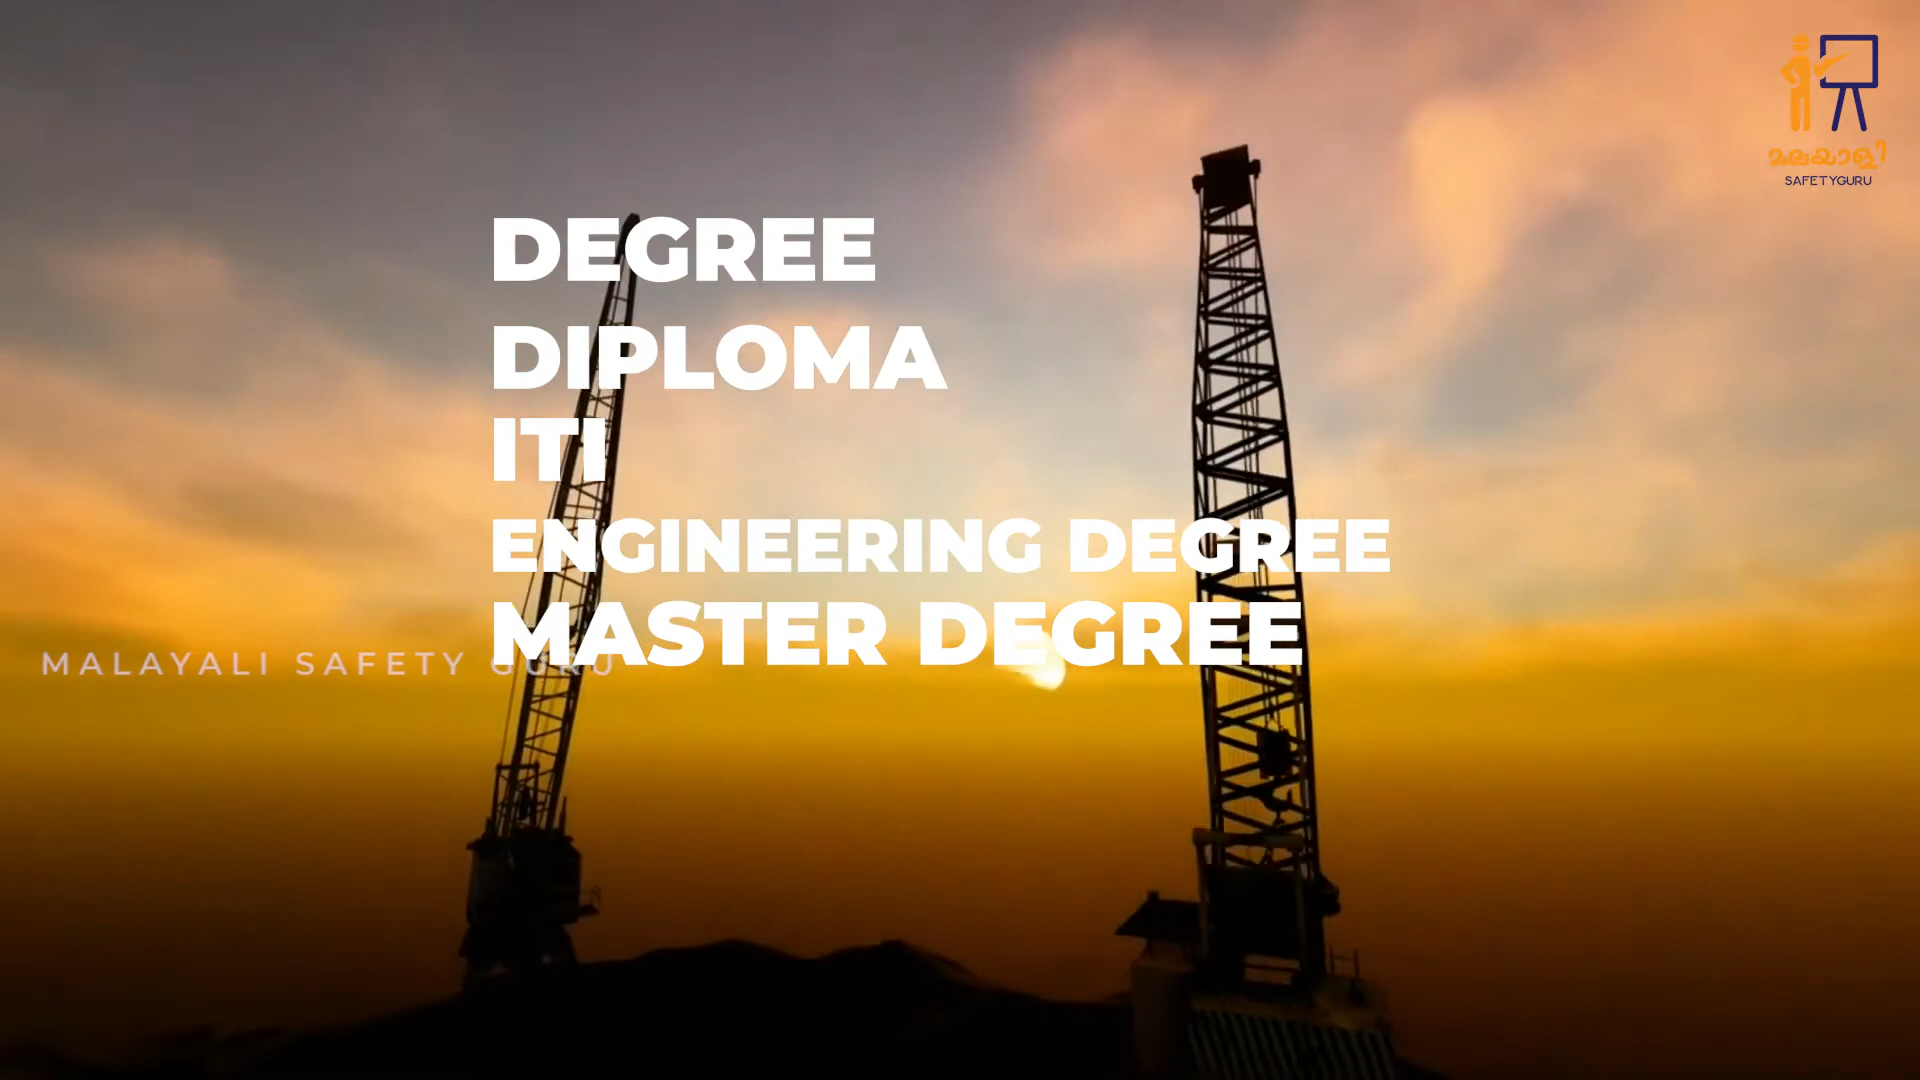 മലയാളി
SAFETYGURU
DEGREE
DIPLOMA
ITI
ENGINEERING DEGREE
MASTER DEGREE
MALAYALI SAFETY GURU